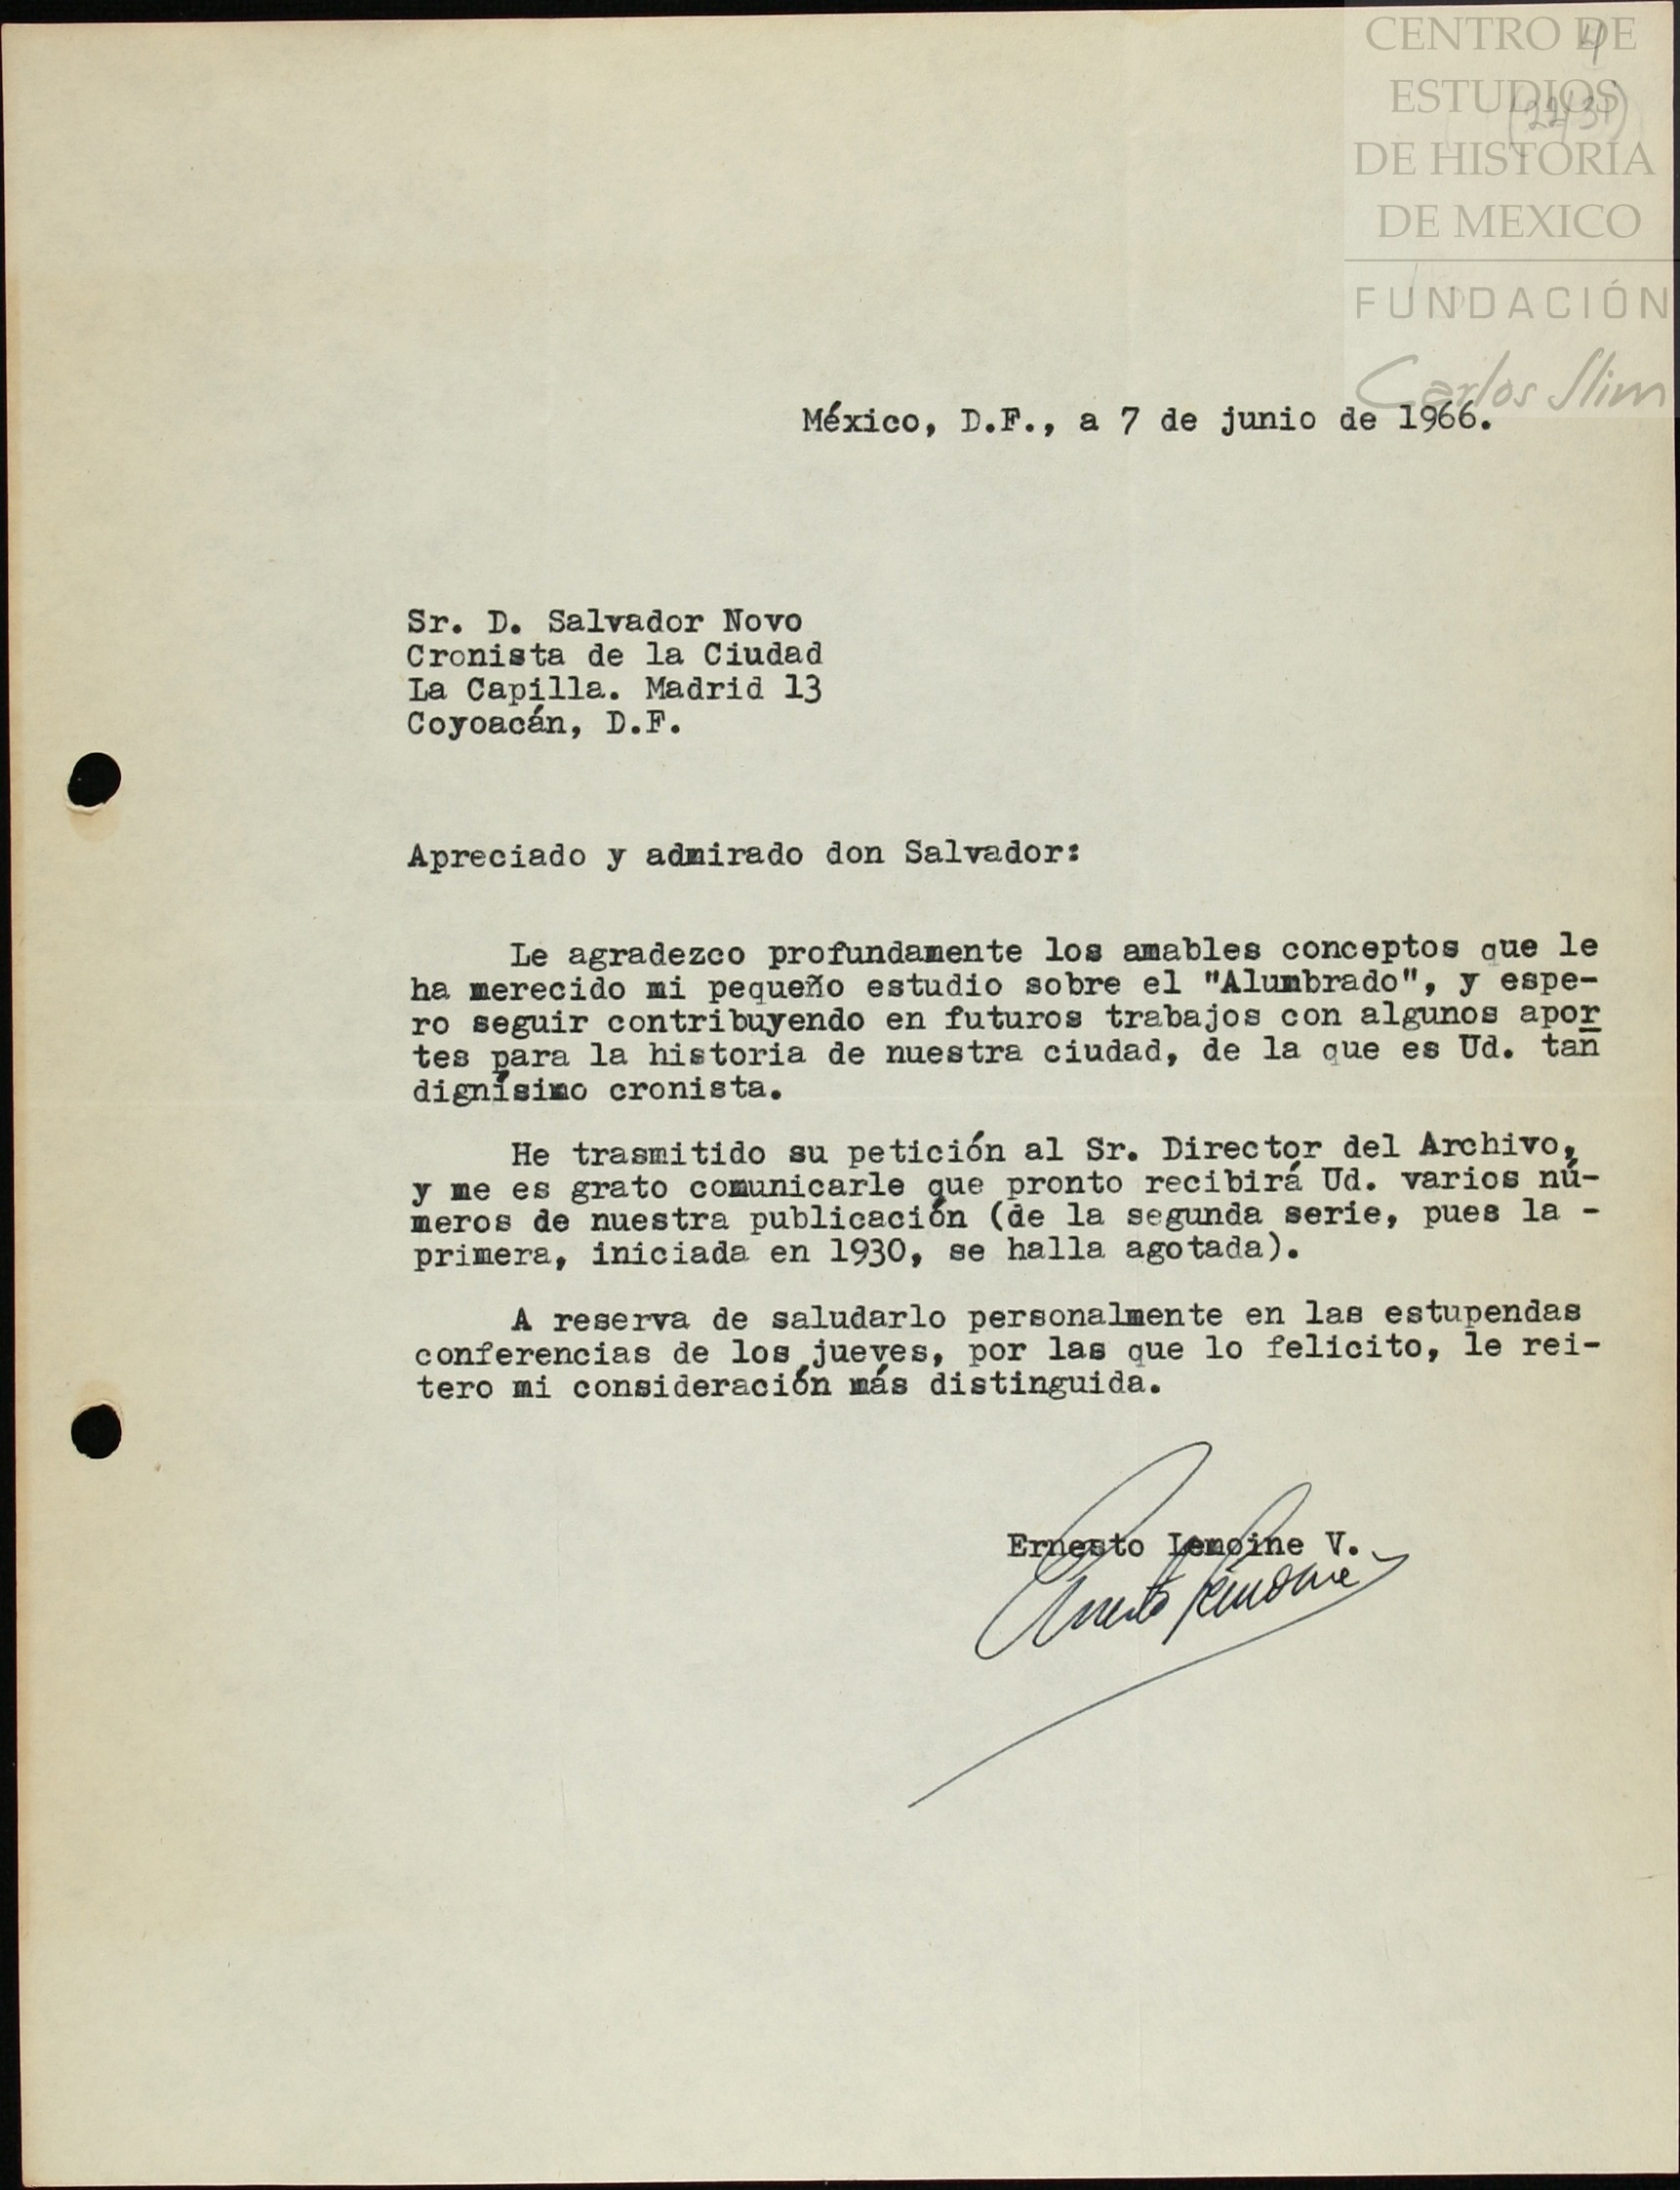 CENTRO DE
ESTUDIOS
DE HISTORIA
DE MEXICO
FUNDACIÓN
Carlos Slim
4
México, D.F., a 7 de junio de 1966.
Sr. D. Salvador Novo
Cronista de la Ciudad
La Capilla. Madrid 13
Coyoacán, D.F.
Apreciado y admirado don Salvador:
Le agradezco profundamente los amables conceptos que le
ha merecido mi pequeño estudio sobre el "Alumbrado", y espe-
ro seguir contribuyendo en futuros trabajos con algunos apor
tes para la historia de nuestra ciudad, de la que es Ud. tan
dignísimo cronista.
He trasmitido su petición al Sr. Director del Archivo,
y me es grato comunicarle que pronto recibirá Ud. varios nú-
meros de nuestra publicación (de la segunda serie, pues la -
primera, iniciada en 1930, se halla agotada).
A reserva de saludarlo personalmente en las estupendas
conferencias de los jueves, por las que lo felicito, le rei-
tero mi consideración más distinguida.
Ernesto Lemoine V.
Ernesto Lemoine